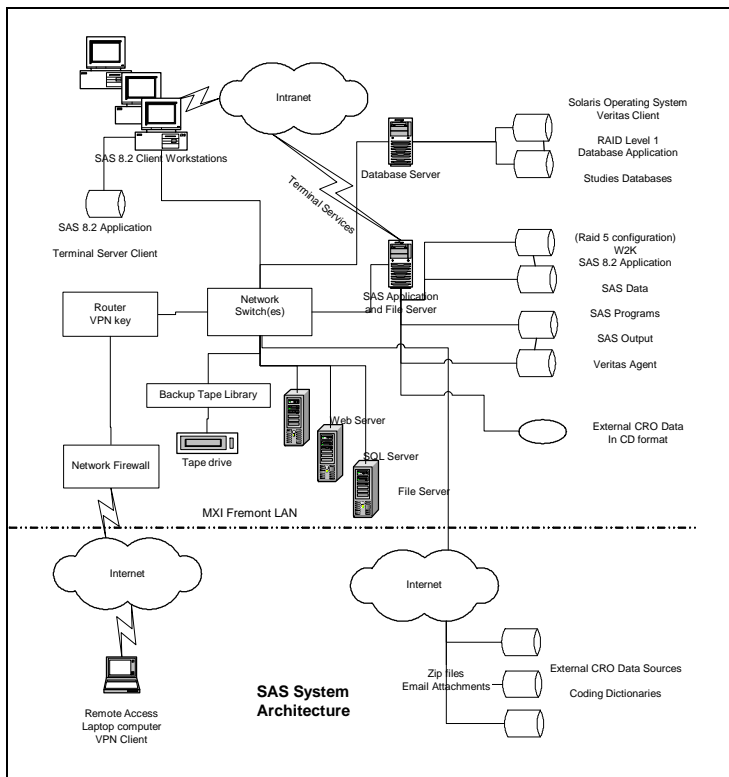 Intranet
Solaris Operating System
Veritas Client
RAID Level 1
Database Application
Studies Databases
SAS 8.2 Client Workstations
Database Server
Terminal Services
SAS 8.2 Application
Terminal Server Client
(Raid 5 configuration)
W2K
SAS 8.2 Application
SAS Data
SAS Application
and File Server
Router
VPN key
Network
Switch(es)
SAS Programs
SAS Output
Veritas Agent
Backup Tape Library
Web Server
External CRO Data
In CD format
Tape drive
SQL Server
Network Firewall
File Server
MXI Fremont LAN
Internet
Internet
Zip files
Email Attachments
External CRO Data Sources
Coding Dictionaries
SAS System
Architecture
Remote Access
Laptop computer
VPN Client